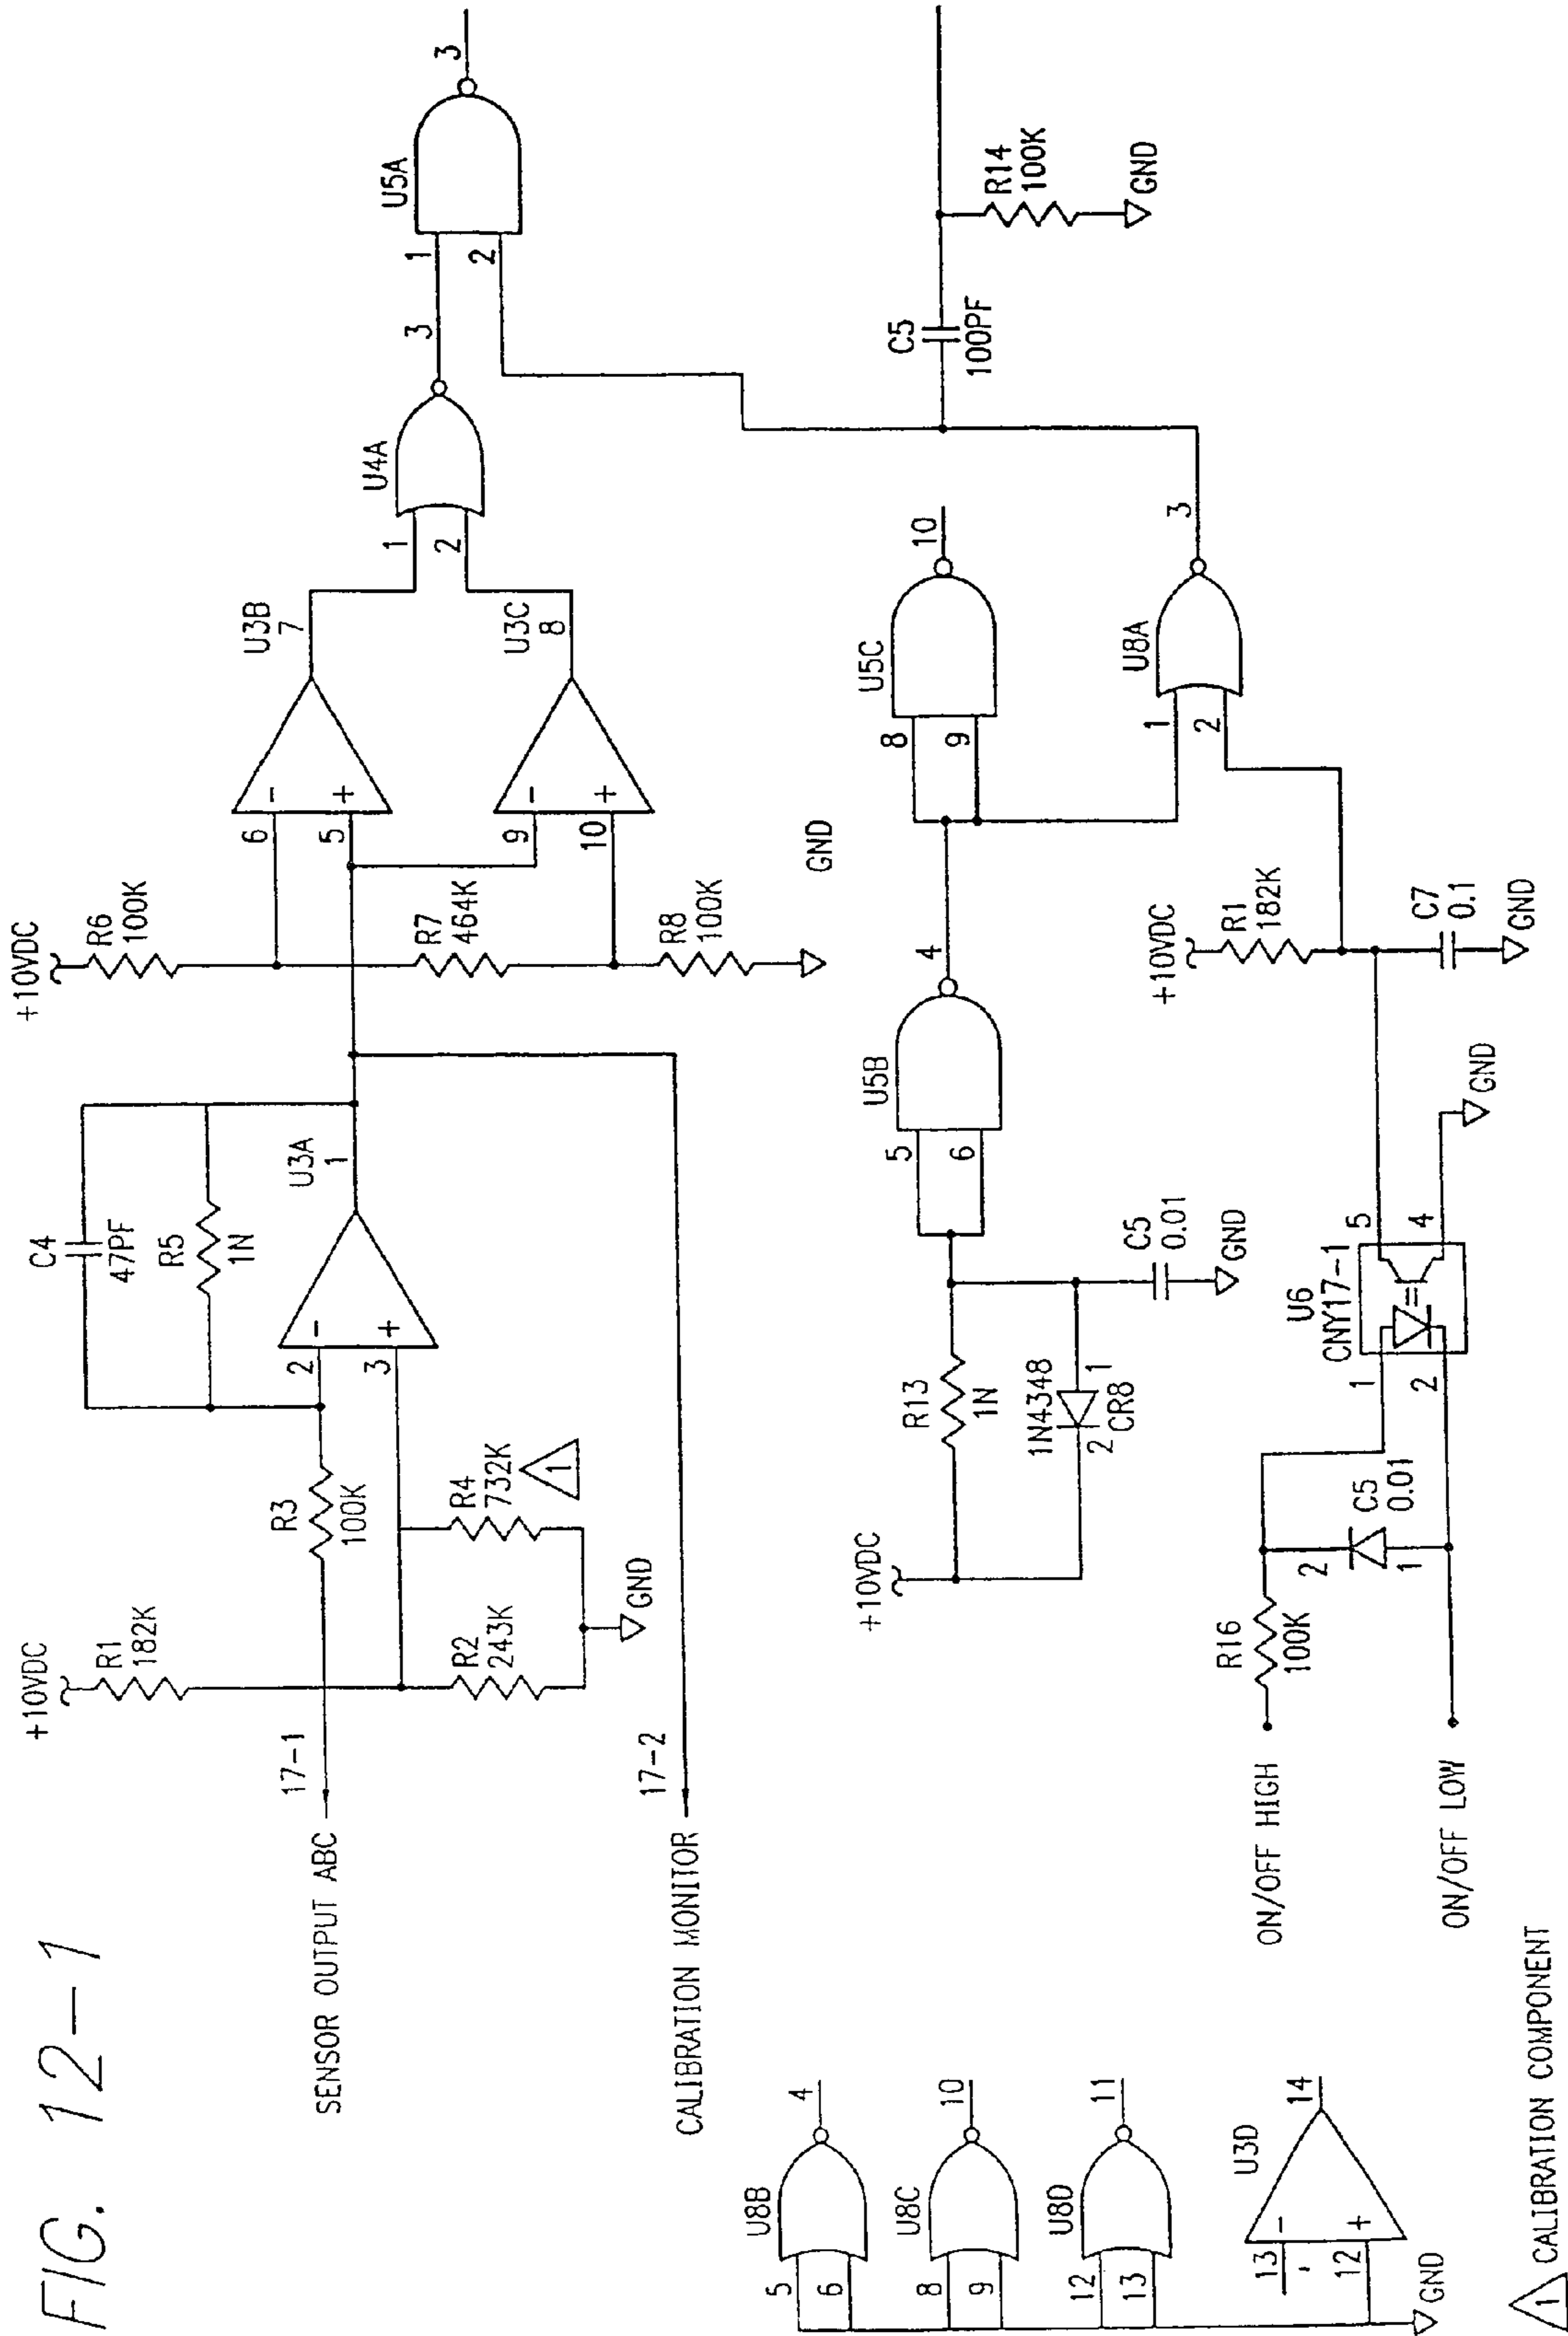 FIG. 12-1
+10VDC
R1
182K
17-1
SENSOR OUTPUT ABC
R3
100K
R2
243K
R4
732K
1
GND
C4
47PF
R5
1N
2
-
3
+
U3A
1
17-2
CALIBRATION MONITOR
+10VDC
R6
100K
R7
464K
R8
100K
GND
6
-
5
+
U3B
7
9
-
10
+
U3C
8
1
2
U4A
3
1
2
U5A
3
+10VDC
R13
1N
1N4348
2
1
CR8
C5
0.01
GND
5
6
U5B
4
8
9
U5C
10
1
2
U8A
3
C5
100PF
R14
100K
GND
ON/OFF HIGH
R16
100K
2
1
C5
0.01
ON/OFF LOW
1
2
U6
CNY17-1
5
4
GND
+10VDC
R1
182K
C7
0.1
GND
5
6
U8B
4
8
9
U8C
10
12
13
U8D
11
13
-
12
+
U3D
14
GND
1 CALIBRATION COMPONENT